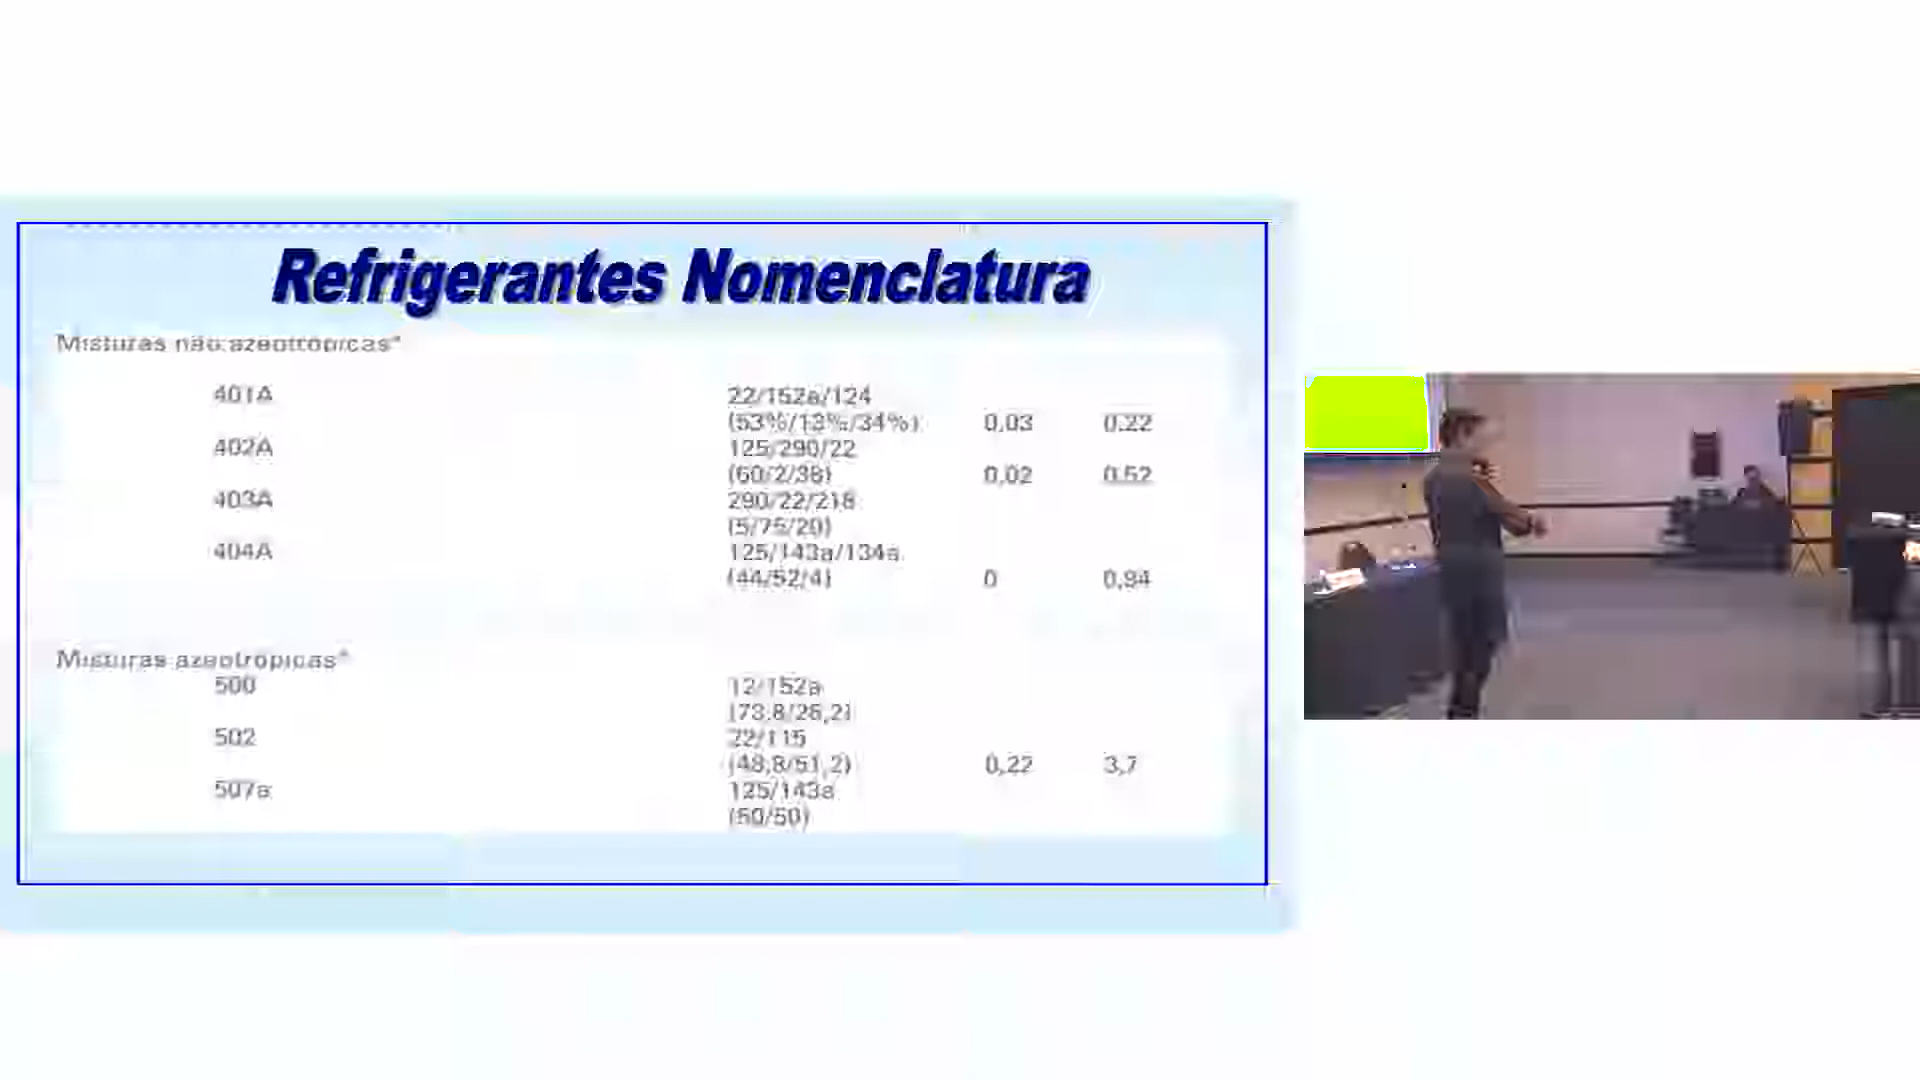 Refrigerantes Nomenclatura
Misturas não azeotrópicas*
401A 22/152a/124
(53%/13%/34%) 0,03 0.22
402A 125/290/22
(60/2/38) 0,02 0.52
403A 290/22/218
(5/75/20)
404A 125/143a/134a
(44/52/4) 0 0,94
Misturas azeotrópicas*
500 12/152a
(73.8/26,2)
502 22/115
(48,8/51,2) 0,22 3,7
507a 125/143a
(50/50)